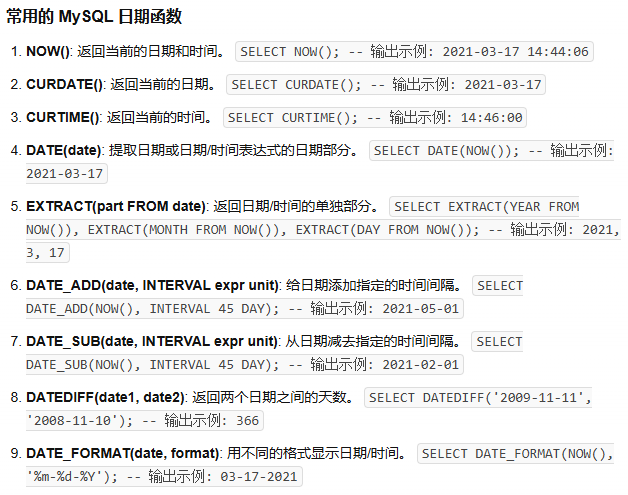 常用的 MySQL 日期函数
1. NOW(): 返回当前的日期和时间。 SELECT NOW(); -- 输出示例: 2021-03-17 14:44:06
2. CURDATE(): 返回当前的日期。 SELECT CURDATE(); -- 输出示例: 2021-03-17
3. CURTIME(): 返回当前的时间。 SELECT CURTIME(); -- 输出示例: 14:46:00
4. DATE(date): 提取日期或日期/时间表达式的日期部分。 SELECT DATE(NOW()); -- 输出示例:
2021-03-17
5. EXTRACT(part FROM date): 返回日期/时间的单独部分。 SELECT EXTRACT(YEAR FROM
NOW()), EXTRACT(MONTH FROM NOW()), EXTRACT(DAY FROM NOW()); -- 输出示例: 2021,
3, 17
6. DATE_ADD(date, INTERVAL expr unit): 给日期添加指定的时间间隔。 SELECT
DATE_ADD(NOW(), INTERVAL 45 DAY); -- 输出示例: 2021-05-01
7. DATE_SUB(date, INTERVAL expr unit): 从日期减去指定的时间间隔。 SELECT
DATE_SUB(NOW(), INTERVAL 45 DAY); -- 输出示例: 2021-02-01
8. DATEDIFF(date1, date2): 返回两个日期之间的天数。 SELECT DATEDIFF('2009-11-11',
'2008-11-10'); -- 输出示例: 366
9. DATE_FORMAT(date, format): 用不同的格式显示日期/时间。 SELECT DATE_FORMAT(NOW(),
'%m-%d-%Y'); -- 输出示例: 03-17-2021